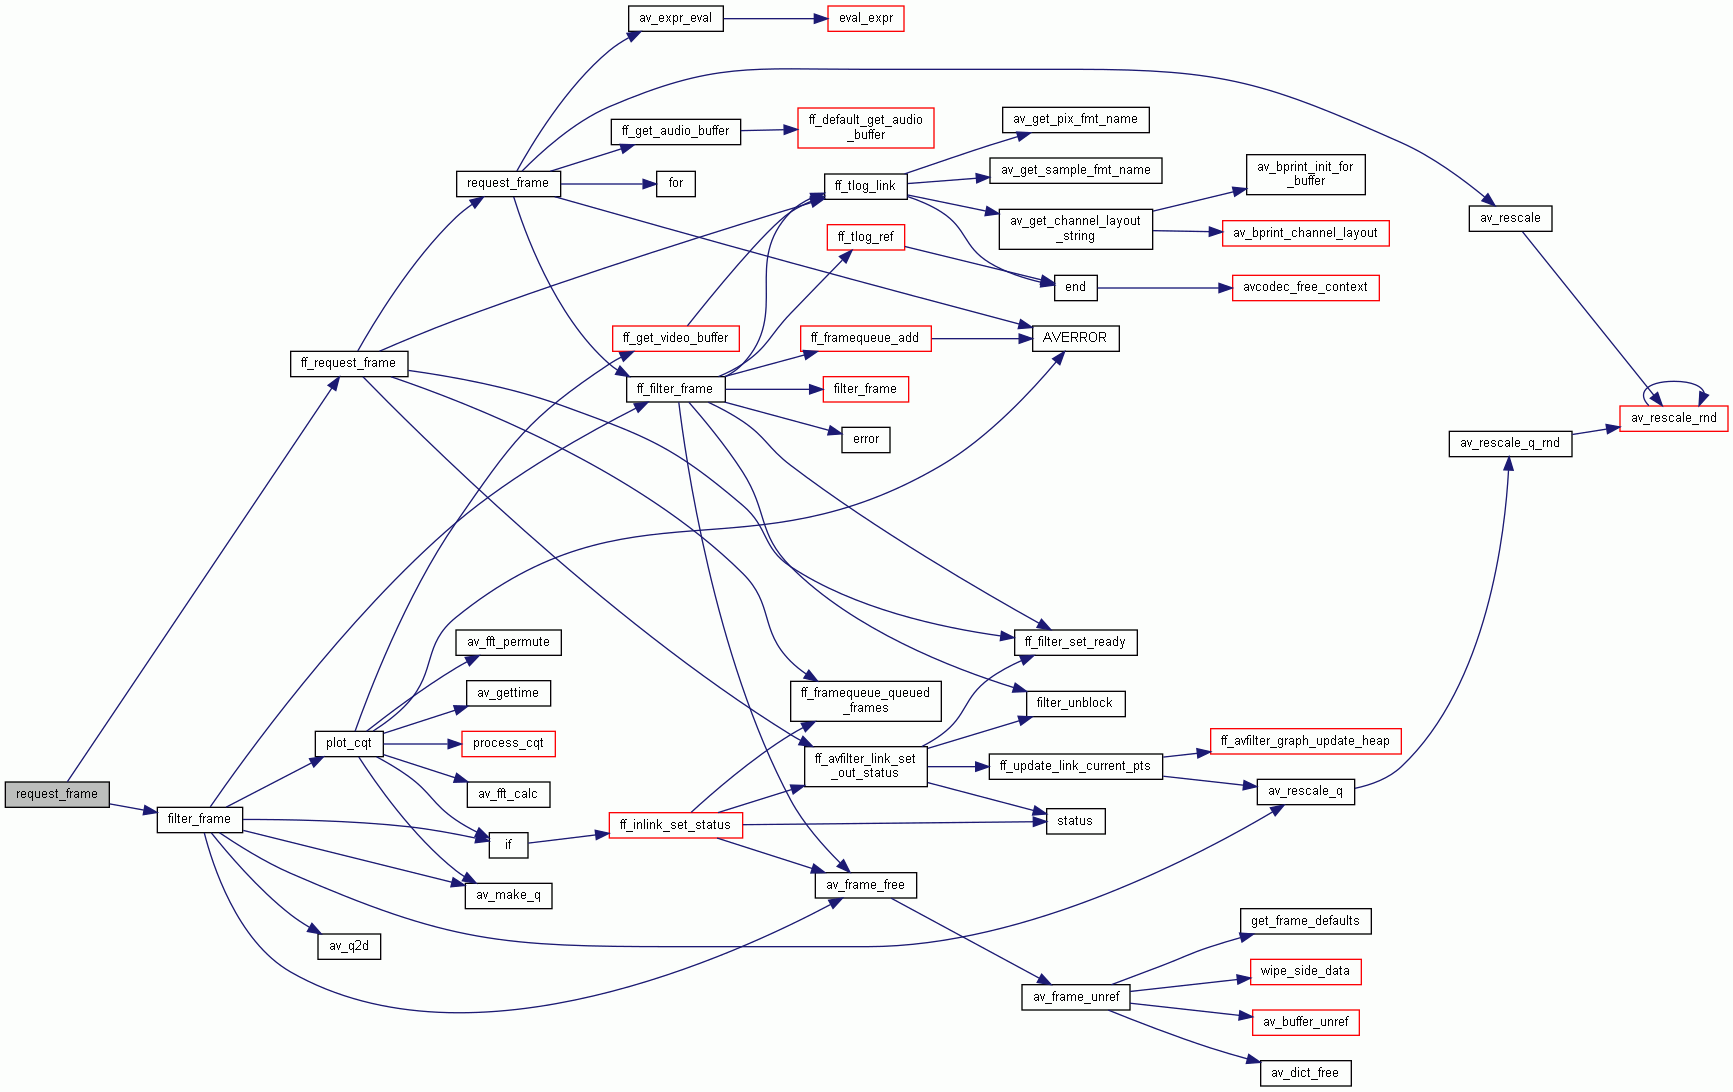 av_expr_eval
eval_expr
ff_get_audio_buffer
ff_default_get_audio
_buffer
av_get_pix_fmt_name
request_frame
for
ff_tlog_link
av_get_sample_fmt_name
av_bprint_init_for
_buffer
av_get_channel_layout
_string
av_bprint_channel_layout
av_rescale
ff_tlog_ref
end
avcodec_free_context
ff_request_frame
ff_get_video_buffer
ff_framequeue_add
AVERROR
ff_filter_frame
filter_frame
error
av_rescale_rnd
av_rescale_q_rnd
av_fft_permute
ff_filter_set_ready
av_gettime
ff_framequeue_queued
_frames
filter_unblock
plot_cqt
process_cqt
ff_avfilter_link_set
_out_status
ff_update_link_current_pts
ff_avfilter_graph_update_heap
request_frame
av_fft_calc
av_rescale_q
filter_frame
if
ff_inlink_set_status
status
av_make_q
av_frame_free
av_q2d
get_frame_defaults
wipe_side_data
av_frame_unref
av_buffer_unref
av_dict_free